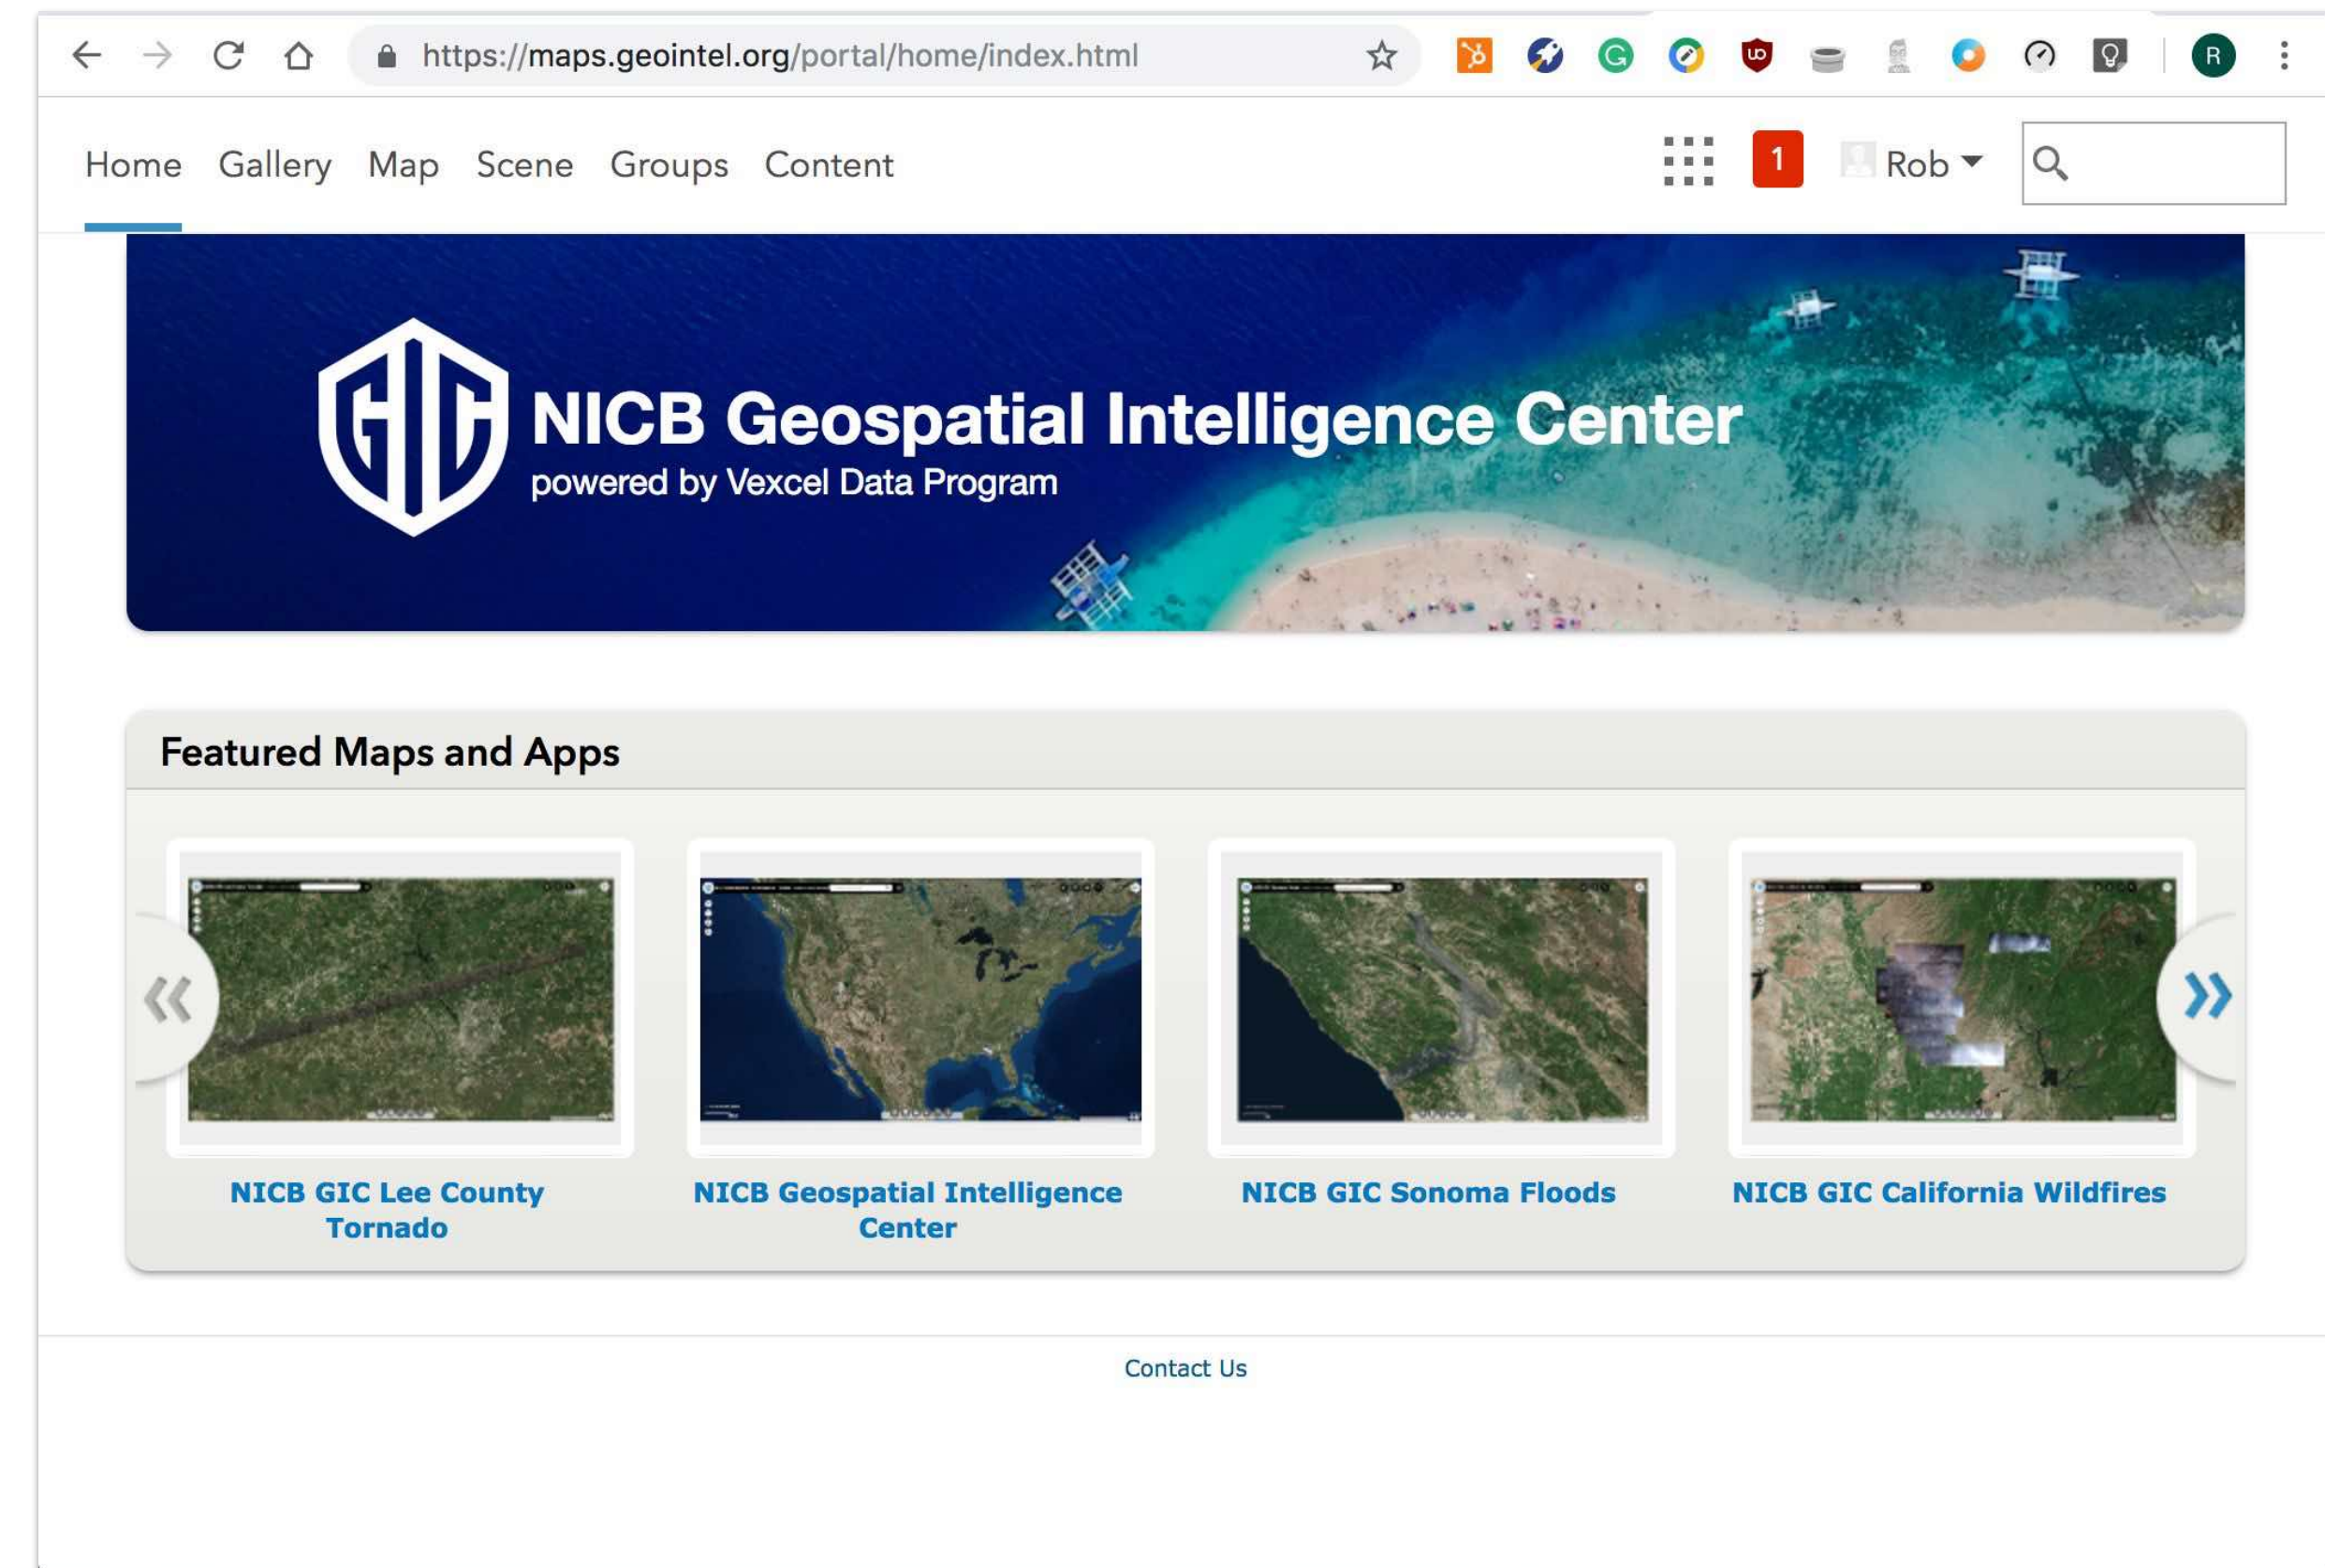 https://maps.geointel.org/portal/home/index.html
R
Home Gallery Map Scene Groups Content
1 Rob
GIC
NICB Geospatial Intelligence Center
powered by Vexcel Data Program
Featured Maps and Apps
NICB GIC Lee County
Tornado
NICB Geospatial Intelligence
Center
NICB GIC Sonoma Floods
NICB GIC California Wildfires
Contact Us